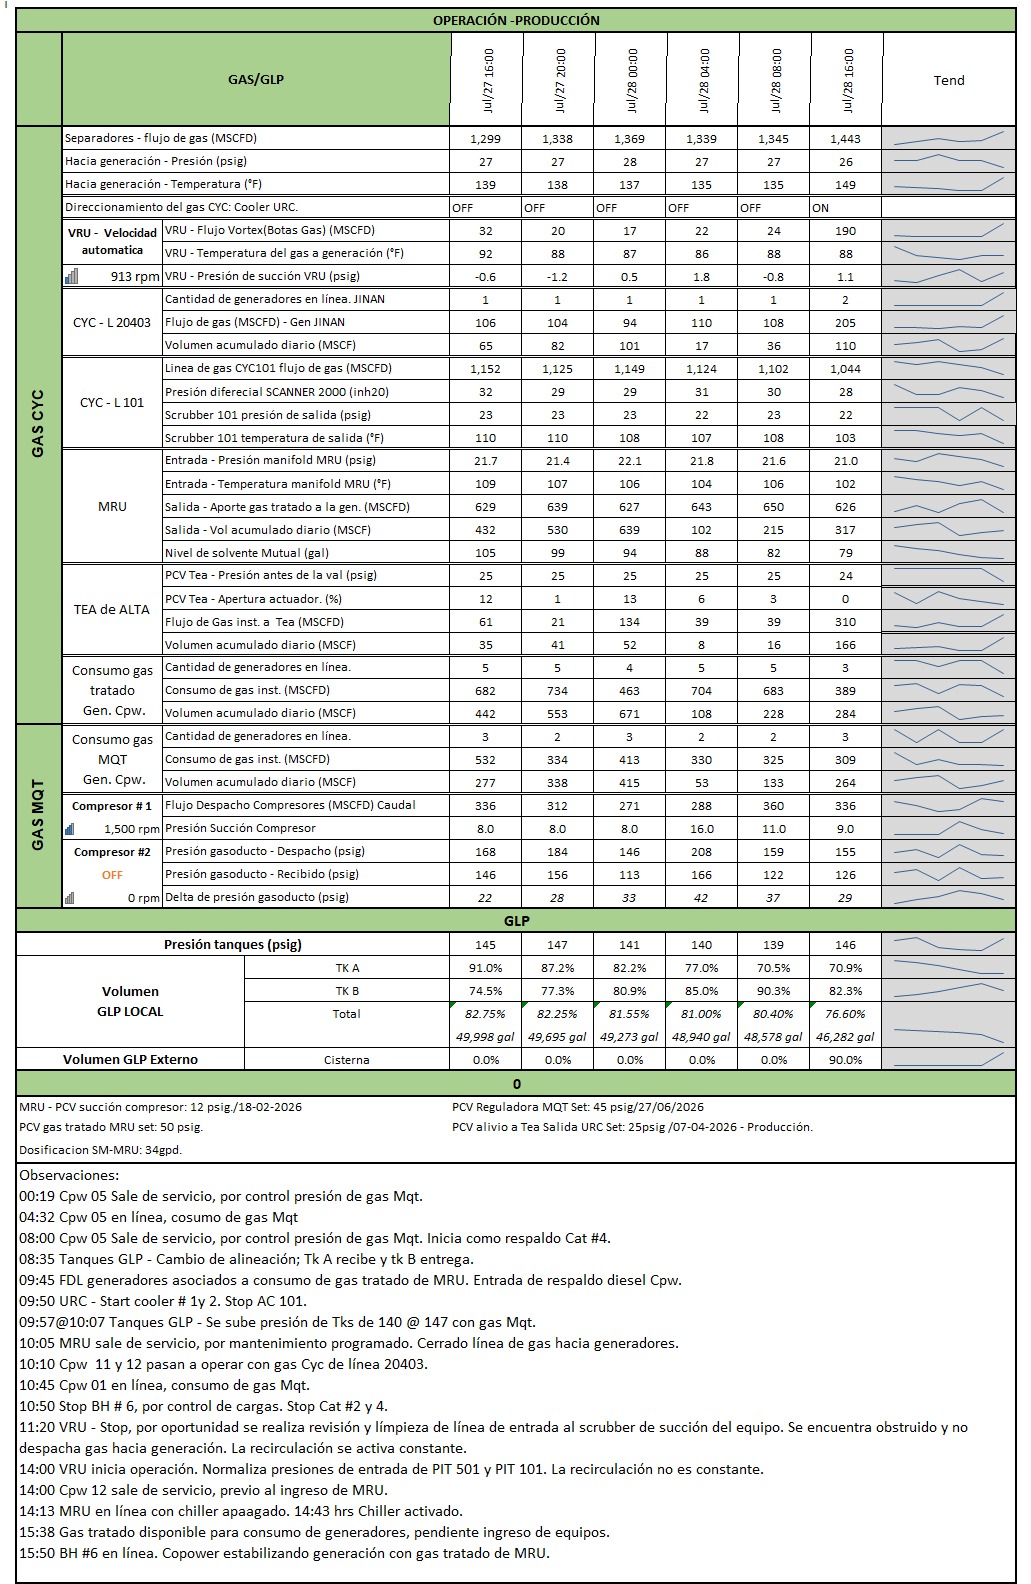 OPERACIÓN -PRODUCCIÓN
GAS/GLP Jul/27 16:00 Jul/27 20:00 Jul/28 00:00 Jul/28 04:00 Jul/28 08:00 Jul/28 16:00 Tend
GAS CYC
Separadores - flujo de gas (MSCFD) 1,299 1,338 1,369 1,339 1,345 1,443
Hacia generación - Presión (psig) 27 27 28 27 27 26
Hacia generación - Temperatura (°F) 139 138 137 135 135 149
Direccionamiento del gas CYC: Cooler URC. OFF OFF OFF OFF OFF ON
VRU - Velocidad automatica
913 rpm
VRU - Flujo Vortex(Botas Gas) (MSCFD) 32 20 17 22 24 190
VRU - Temperatura del gas a generación (°F) 92 88 87 86 88 88
VRU - Presión de succión VRU (psig) -0.6 -1.2 0.5 1.8 -0.8 1.1
CYC - L 20403
Cantidad de generadores en línea. JINAN 1 1 1 1 1 2
Flujo de gas (MSCFD) - Gen JINAN 106 104 94 110 108 205
Volumen acumulado diario (MSCF) 65 82 101 17 36 110
CYC - L 101
Linea de gas CYC101 flujo de gas (MSCFD) 1,152 1,125 1,149 1,124 1,102 1,044
Presión diferecial SCANNER 2000 (inh20) 32 29 29 31 30 28
Scrubber 101 presión de salida (psig) 23 23 23 22 23 22
Scrubber 101 temperatura de salida (°F) 110 110 108 107 108 103
MRU
Entrada - Presión manifold MRU (psig) 21.7 21.4 22.1 21.8 21.6 21.0
Entrada - Temperatura manifold MRU (°F) 109 107 106 104 106 102
Salida - Aporte gas tratado a la gen. (MSCFD) 629 639 627 643 650 626
Salida - Vol acumulado diario (MSCF) 432 530 639 102 215 317
Nivel de solvente Mutual (gal) 105 99 94 88 82 79
TEA de ALTA
PCV Tea - Presión antes de la val (psig) 25 25 25 25 25 24
PCV Tea - Apertura actuador. (%) 12 1 13 6 3 0
Flujo de Gas inst. a Tea (MSCFD) 61 21 134 39 39 310
Volumen acumulado diario (MSCF) 35 41 52 8 16 166
Consumo gas tratado Gen. Cpw.
Cantidad de generadores en línea. 5 5 4 5 5 3
Consumo de gas inst. (MSCFD) 682 734 463 704 683 389
Volumen acumulado diario (MSCF) 442 553 671 108 228 284
GAS MQT
Consumo gas MQT Gen. Cpw.
Cantidad de generadores en línea. 3 2 3 2 2 3
Consumo de gas inst. (MSCFD) 532 334 413 330 325 309
Volumen acumulado diario (MSCF) 277 338 415 53 133 264
Compresor # 1
1,500 rpm
Flujo Despacho Compresores (MSCFD) Caudal 336 312 271 288 360 336
Presión Succión Compresor 8.0 8.0 8.0 16.0 11.0 9.0
Compresor #2
OFF
0 rpm
Presión gasoducto - Despacho (psig) 168 184 146 208 159 155
Presión gasoducto - Recibido (psig) 146 156 113 166 122 126
Delta de presión gasoducto (psig) 22 28 33 42 37 29
GLP
Presión tanques (psig) 145 147 141 140 139 146
Volumen GLP LOCAL
TK A 91.0% 87.2% 82.2% 77.0% 70.5% 70.9%
TK B 74.5% 77.3% 80.9% 85.0% 90.3% 82.3%
Total 82.75% 82.25% 81.55% 81.00% 80.40% 76.60%
49,998 gal 49,695 gal 49,273 gal 48,940 gal 48,578 gal 46,282 gal
Volumen GLP Externo Cisterna 0.0% 0.0% 0.0% 0.0% 0.0% 90.0%
0
MRU - PCV succión compresor: 12 psig./18-02-2026 PCV Reguladora MQT Set: 45 psig/27/06/2026
PCV gas tratado MRU set: 50 psig. PCV alivio a Tea Salida URC Set: 25psig /07-04-2026 - Producción.
Dosificacion SM-MRU: 34gpd.
Observaciones:
00:19 Cpw 05 Sale de servicio, por control presión de gas Mqt.
04:32 Cpw 05 en línea, cosumo de gas Mqt
08:00 Cpw 05 Sale de servicio, por control presión de gas Mqt. Inicia como respaldo Cat #4.
08:35 Tanques GLP - Cambio de alineación; Tk A recibe y tk B entrega.
09:45 FDL generadores asociados a consumo de gas tratado de MRU. Entrada de respaldo diesel Cpw.
09:50 URC - Start cooler # 1y 2. Stop AC 101.
09:57@10:07 Tanques GLP - Se sube presión de Tks de 140 @ 147 con gas Mqt.
10:05 MRU sale de servicio, por mantenimiento programado. Cerrado línea de gas hacia generadores.
10:10 Cpw 11 y 12 pasan a operar con gas Cyc de línea 20403.
10:45 Cpw 01 en línea, consumo de gas Mqt.
10:50 Stop BH # 6, por control de cargas. Stop Cat #2 y 4.
11:20 VRU - Stop, por oportunidad se realiza revisión y límpieza de línea de entrada al scrubber de succión del equipo. Se encuentra obstruido y no
despacha gas hacia generación. La recirculación se activa constante.
14:00 VRU inicia operación. Normaliza presiones de entrada de PIT 501 y PIT 101. La recirculación no es constante.
14:00 Cpw 12 sale de servicio, previo al ingreso de MRU.
14:13 MRU en línea con chiller apaagado. 14:43 hrs Chiller activado.
15:38 Gas tratado disponible para consumo de generadores, pendiente ingreso de equipos.
15:50 BH #6 en línea. Copower estabilizando generación con gas tratado de MRU.